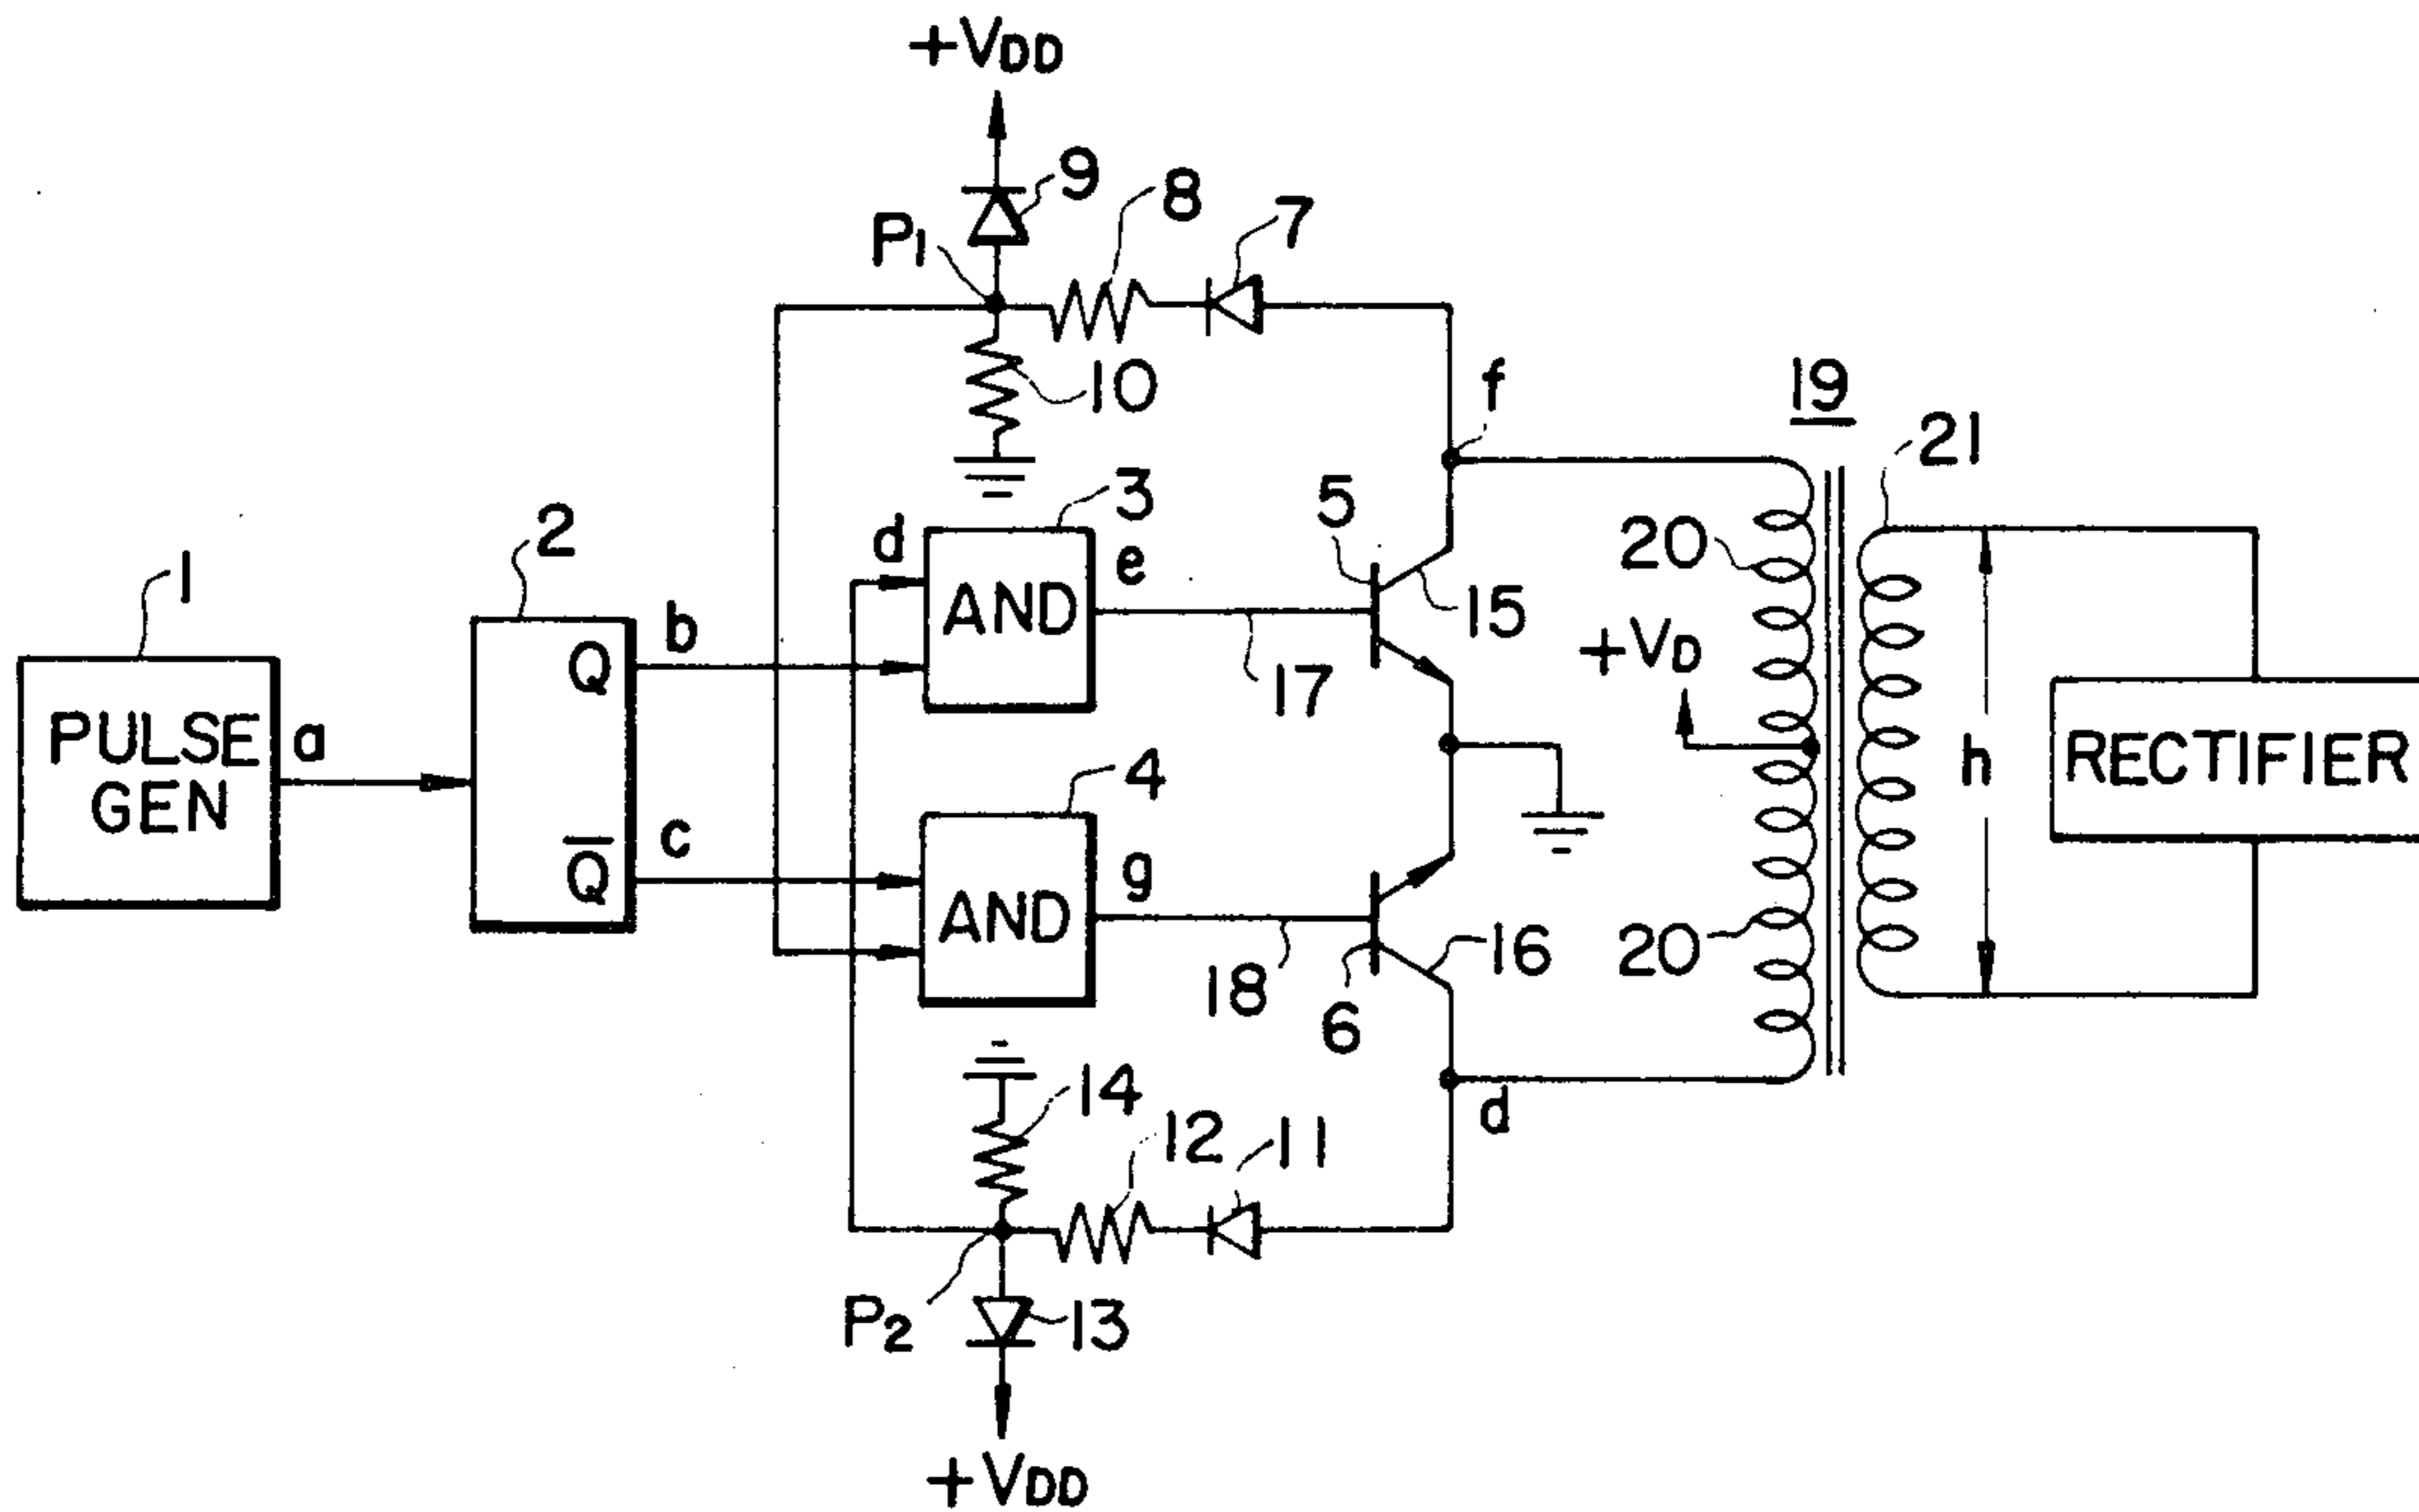 +VDD
9
8
7
P1
10
f
19
21
3
5
d
e
20
2
1
AND
15
b
Q
+VD
17
PULSE
GEN
a
RECTIFIER
h
4
c
Q̅
g
AND
16
20
18
6
14
d
12
11
P2
13
+VDD